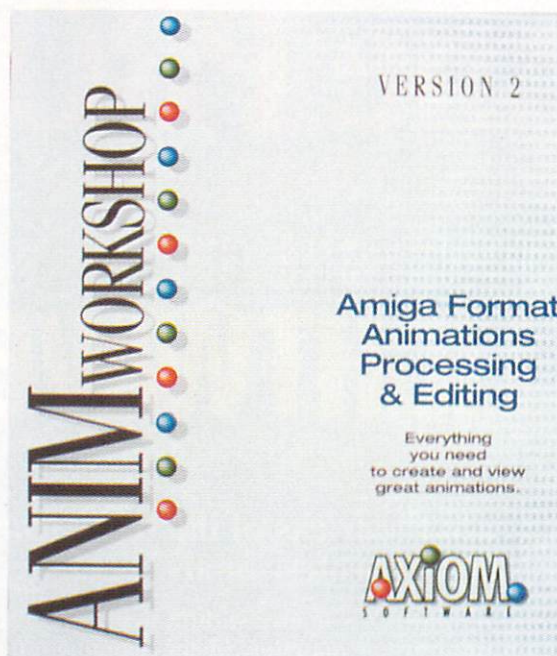 ANIM WORKSHOP
VERSION 2
Amiga Format
Animations
Processing
& Editing
Everything
you need
to create and view
great animations.
AXiOM
SOFTWARE